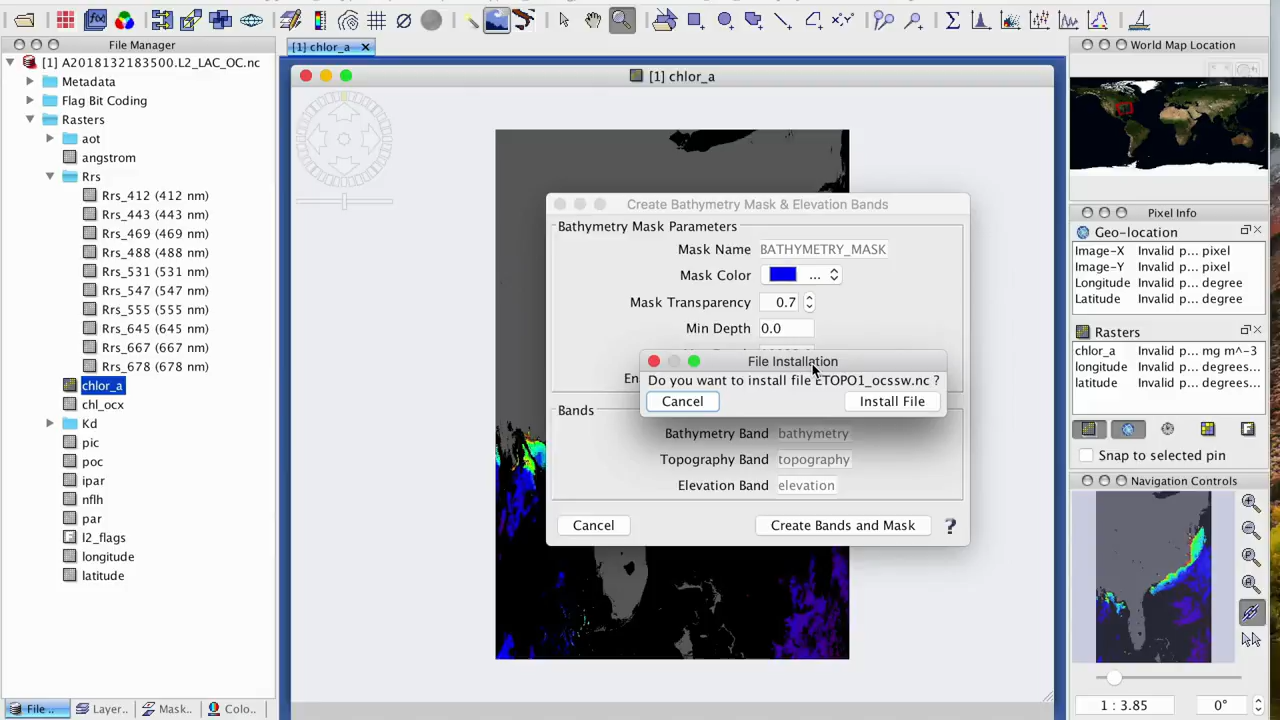 File Manager
[1] A2018132183500.L2_LAC_OC.nc
Metadata
Flag Bit Coding
Rasters
aot
angstrom
Rrs
Rrs_412 (412 nm)
Rrs_443 (443 nm)
Rrs_469 (469 nm)
Rrs_488 (488 nm)
Rrs_531 (531 nm)
Rrs_547 (547 nm)
Rrs_555 (555 nm)
Rrs_645 (645 nm)
Rrs_667 (667 nm)
Rrs_678 (678 nm)
chlor_a
chl_ocx
Kd
pic
poc
ipar
nflh
par
l2_flags
longitude
latitude
File ...
Layer...
Mask...
Colo...
[1] chlor_a
[1] chlor_a
Create Bathymetry Mask & Elevation Bands
Bathymetry Mask Parameters
Mask Name BATHYMETRY_MASK
Mask Color ...
Mask Transparency 0.7
Min Depth 0.0
File Installation
Do you want to install file ETOPO1_ocssw.nc ?
Cancel Install File
Bands
Bathymetry Band bathymetry
Topography Band topography
Elevation Band elevation
Cancel Create Bands and Mask ?
World Map Location
Pixel Info
Geo-location
Image-X Invalid p... pixel
Image-Y Invalid p... pixel
Longitude Invalid p... degree
Latitude Invalid p... degree
Rasters
chlor_a Invalid p... mg m^-3
longitude Invalid p... degrees...
latitude Invalid p... degrees...
Snap to selected pin
Navigation Controls
1 : 3.85 0°